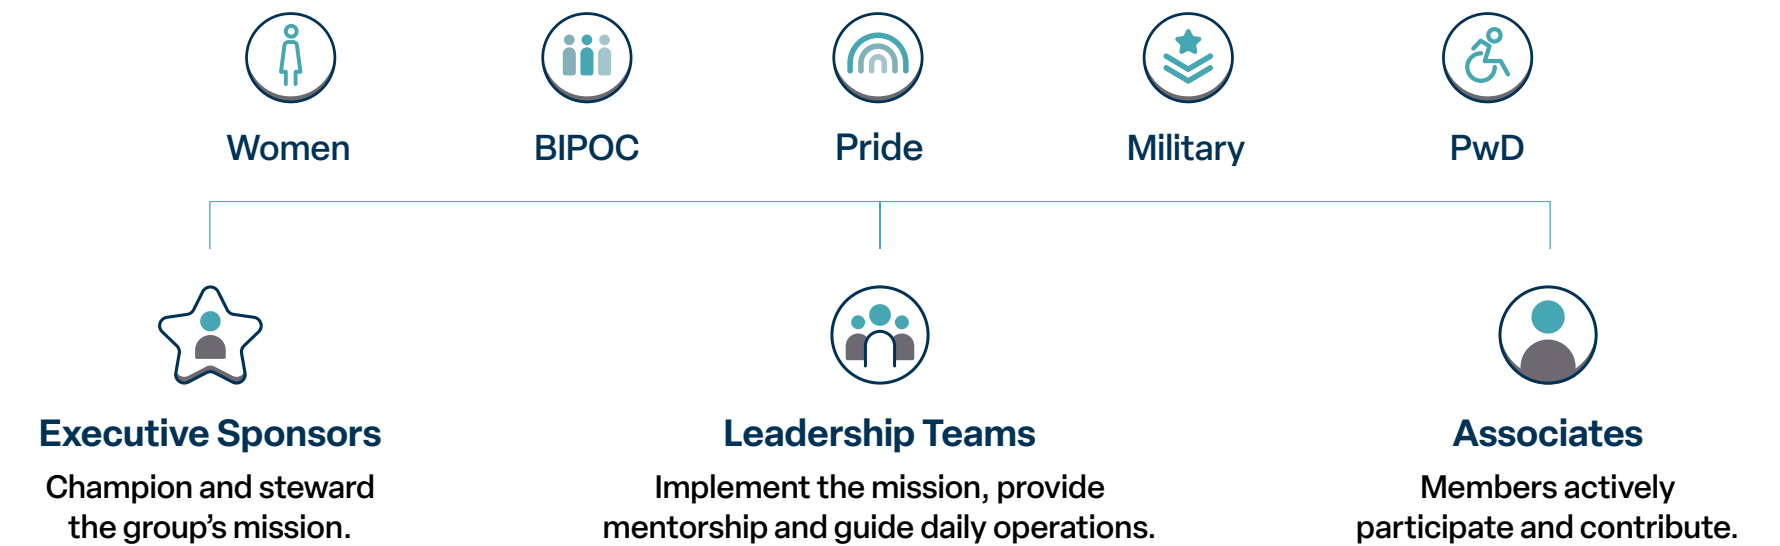 Women
BIPOC
Pride
Military
PwD
Executive Sponsors
Champion and steward
the group's mission.
Leadership Teams
Implement the mission, provide
mentorship and guide daily operations.
Associates
Members actively
participate and contribute.